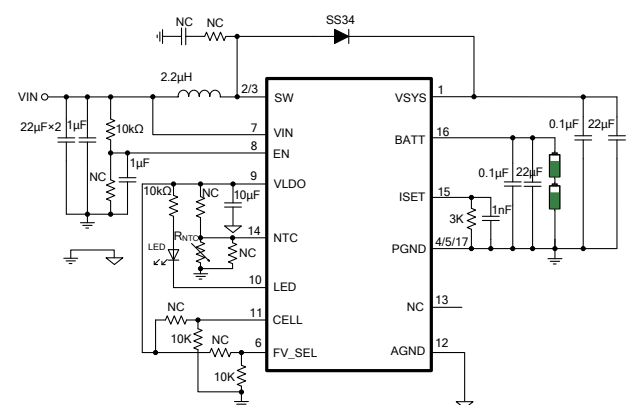 NC
NC
SS34
2.2µH
VIN
2/3
SW
VSYS
1
22µF×2
1µF
10kΩ
7
VIN
BATT
16
0.1µF
22µF
8
EN
NC
1µF
9
VLDO
0.1µF
22µF
10kΩ
NC
10µF
ISET
15
3K
1nF
LED
RNTC
14
NTC
NC
PGND
4/5/17
10
LED
NC
13
NC
11
CELL
10K
NC
6
FV_SEL
AGND
12
10K